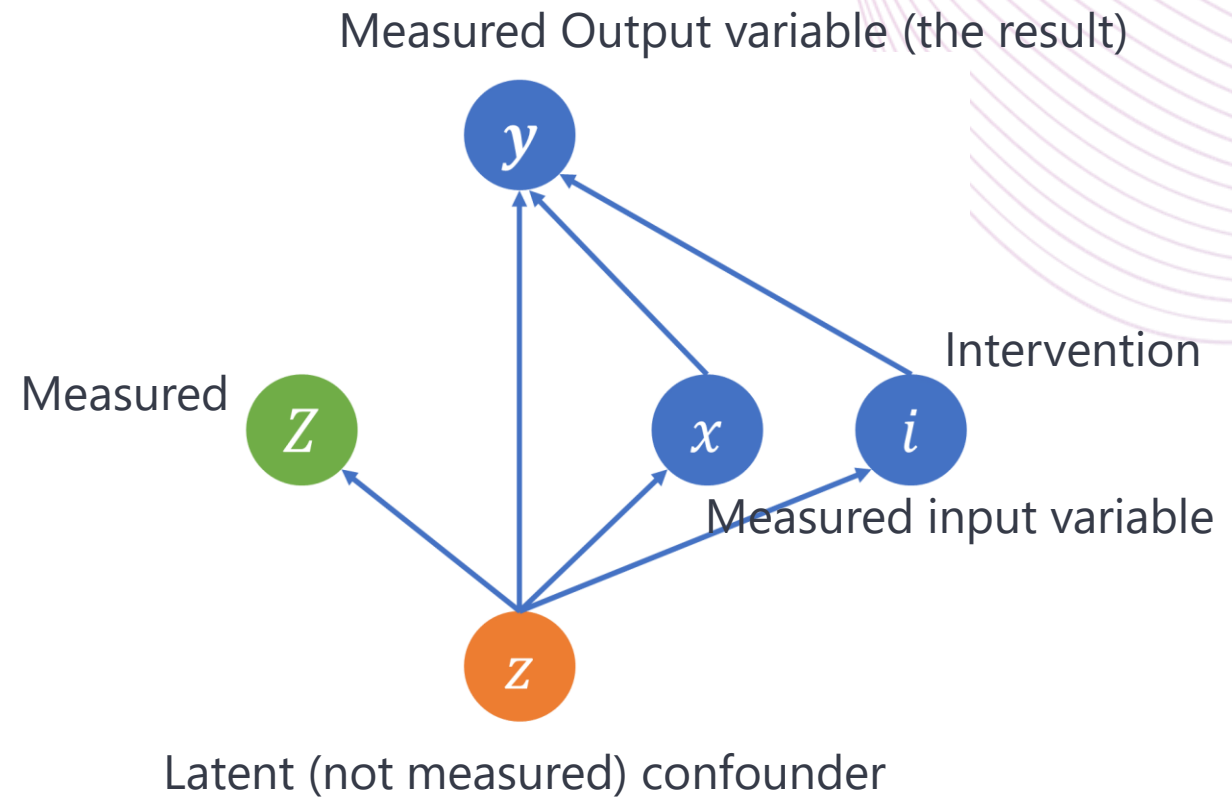 Measured Output variable (the result)
y
Intervention
Measured
Z
x
i
Measured input variable
z
Latent (not measured) confounder